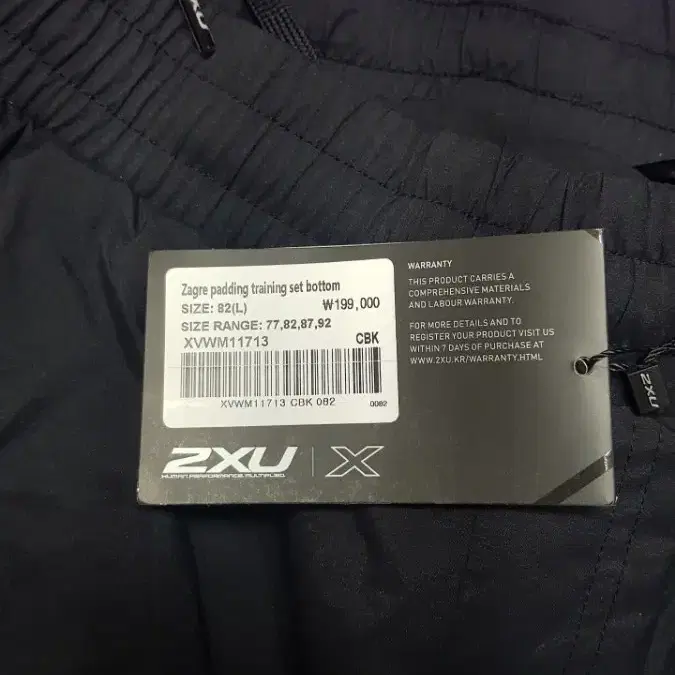 2XU
Zagre padding training set bottom
SIZE: 82(L) ₩199,000
SIZE RANGE: 77,82,87,92
XVWM11713 CBK
XVWM11713 CBK 082 0082
2XU X
HUMAN PERFORMANCE. MULTIPLIED.
WARRANTY
THIS PRODUCT CARRIES A
COMPREHENSIVE MATERIALS
AND LABOUR WARRANTY.
FOR MORE DETAILS AND TO
REGISTER YOUR PRODUCT VISIT US
WITHIN 7 DAYS OF PURCHASE AT
WWW.2XU.KR/WARRANTY.HTML
2XU